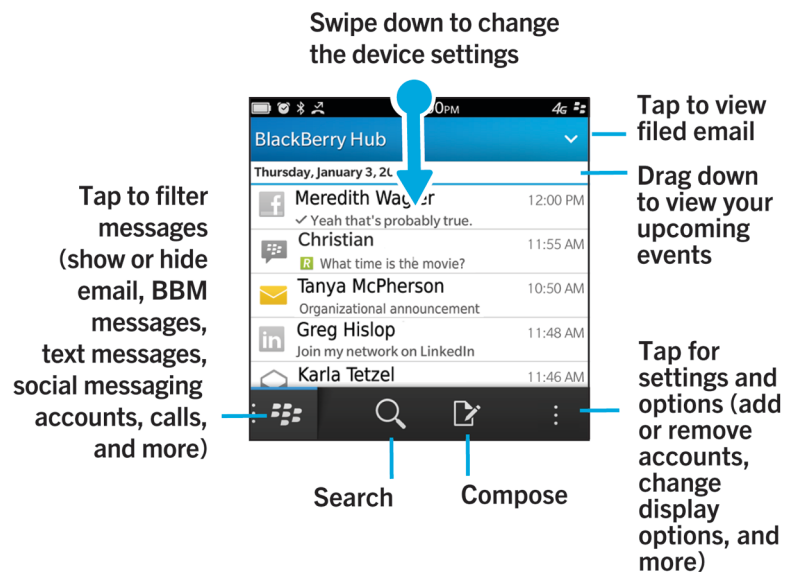 Swipe down to change
the device settings
PM
4G
BlackBerry Hub
Tap to view
filed email
Thursday, January 3,
Drag down
to view your
upcoming
events
Meredith
12:00 PM
Yeah that's probably true.
Christian
11:55 AM
R What time is the movie?
Tanya McPherson
10:50 AM
Organizational announcement
in
Greg Hislop
11:48 AM
Join my network on LinkedIn
Karla Tetzel
11:46 AM
Tap to filter
messages
(show or hide
email, BBM
messages,
text messages,
social messaging
accounts, calls,
and more)
Tap for
settings and
options (add
or remove
accounts,
change
display
options, and
more)
Search
Compose